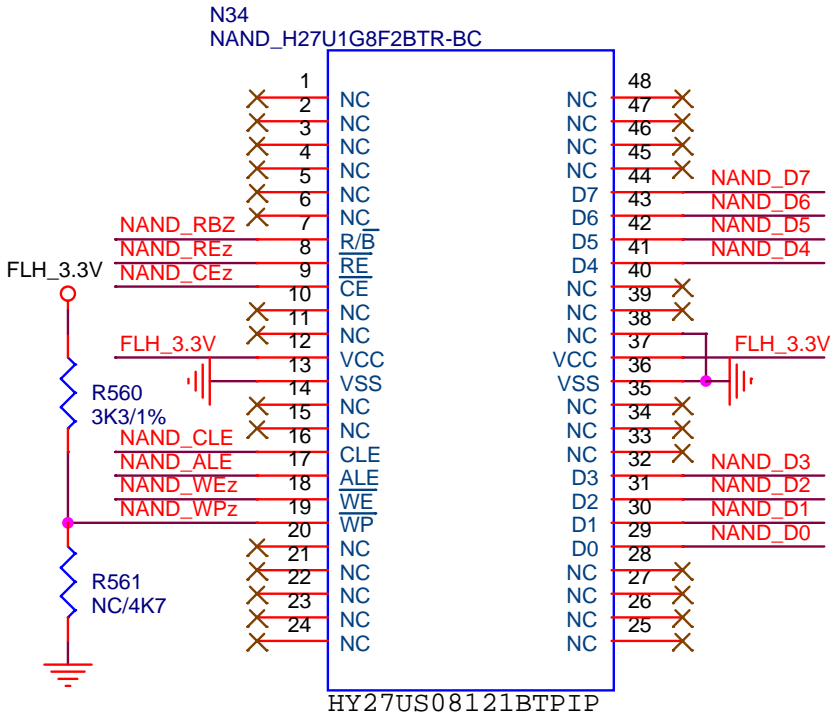 N34
NAND_H27U1G8F2BTR-BC
1 NC NC 48
2 NC NC 47
3 NC NC 46
4 NC NC 45
5 NC D7 44 NAND_D7
6 NC D6 43 NAND_D6
NAND_RBZ 7 R/B D5 42 NAND_D5
NAND_REz 8 RE D4 41 NAND_D4
FLH_3.3V NAND_CEz 9 CE NC 40
10 NC NC 39
11 NC NC 38
FLH_3.3V 12 VCC VCC 37 FLH_3.3V
13 VSS VSS 36
R560
3K3/1%
14 NC NC 35
15 NC NC 34
NAND_CLE 16 CLE NC 33
NAND_ALE 17 ALE D3 32 NAND_D3
NAND_WEz 18 WE D2 31 NAND_D2
NAND_WPz 19 WP D1 30 NAND_D1
20 NC D0 29 NAND_D0
21 NC NC 28
R561
NC/4K7
22 NC NC 27
23 NC NC 26
24 NC NC 25
HY27US08121BTPIP